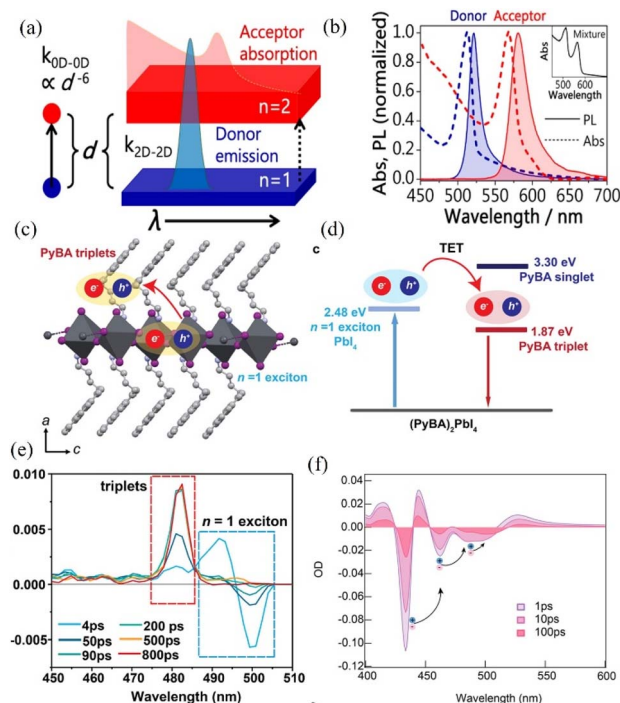 (a)
Acceptor absorption
k0D-0D
∝ d⁻⁶
n=2
d
k2D-2D
Donor emission
n=1
λ
(b)
Donor Acceptor
Abs, PL (normalized)
1.0
0.8
0.6
0.4
0.2
0.0
450 500 550 600 650 700
Wavelength / nm
Mixture
Abs
500 600
Wavelength
PL
Abs
(c)
PyBA triplets
e⁻ h⁺
e⁻ h⁺
n =1 exciton
a
c
(d)
c
TET
3.30 eV
PyBA singlet
e⁻ h⁺
e⁻ h⁺
2.48 eV
n =1 exciton
PbI4
1.87 eV
PyBA triplet
(PyBA)2PbI4
(e)
0.010
0.005
0.000
-0.005
triplets
n = 1 exciton
4ps 200 ps
50ps 500ps
90ps 800ps
450 460 470 480 490 500 510
Wavelength (nm)
(f)
OD
0.04
0.02
0.00
-0.02
-0.04
-0.06
-0.08
-0.10
-0.12
1ps
10ps
100ps
400 450 500 550 600
Wavelength (nm)